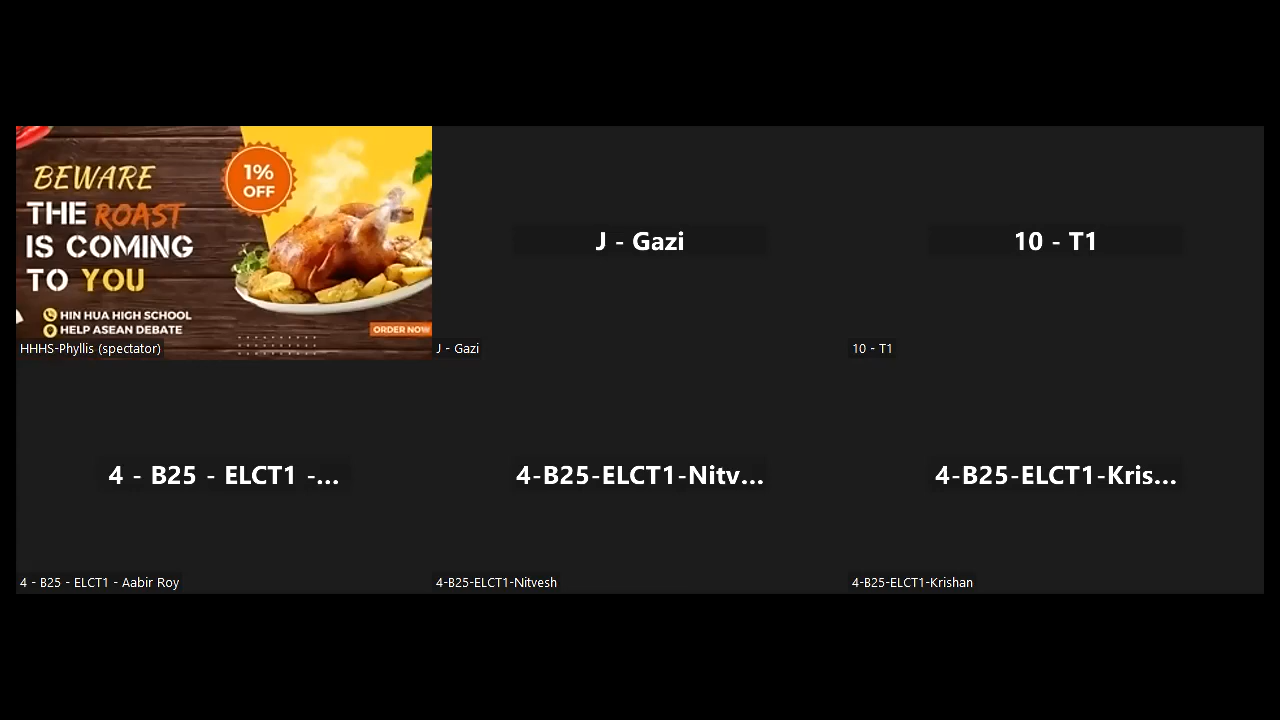 BEWARE
THE ROAST
IS COMING
TO YOU
1%
OFF
HIN HUA HIGH SCHOOL
HELP ASEAN DEBATE
ORDER NOW
HHHS-Phyllis (spectator)
J - Gazi
J - Gazi
10 - T1
10 - T1
4 - B25 - ELCT1 -...
4 - B25 - ELCT1 - Aabir Roy
4-B25-ELCT1-Nitv...
4-B25-ELCT1-Nitvesh
4-B25-ELCT1-Kris...
4-B25-ELCT1-Krishan